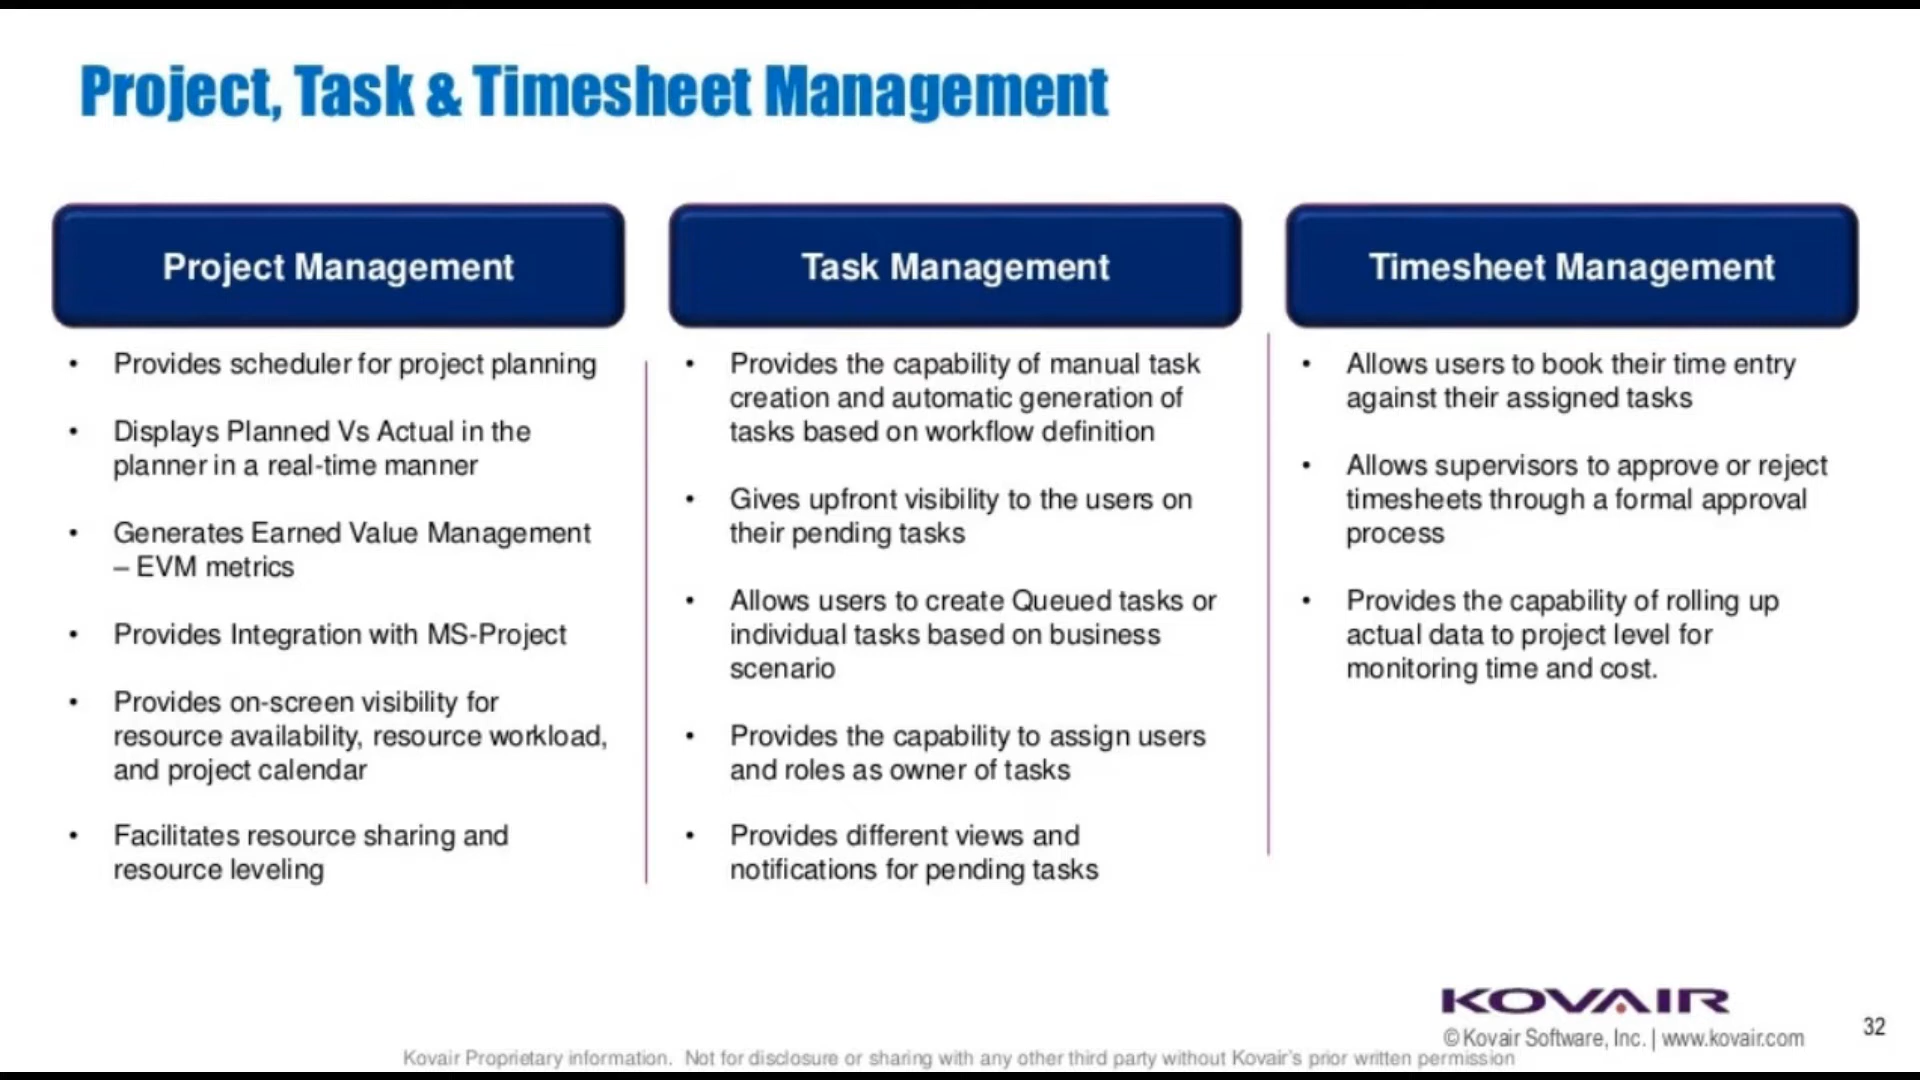 Project, Task & Timesheet Management
Project Management
• Provides scheduler for project planning
• Displays Planned Vs Actual in the
planner in a real-time manner
• Generates Earned Value Management
– EVM metrics
• Provides Integration with MS-Project
• Provides on-screen visibility for
resource availability, resource workload,
and project calendar
• Facilitates resource sharing and
resource leveling
Task Management
• Provides the capability of manual task
creation and automatic generation of
tasks based on workflow definition
• Gives upfront visibility to the users on
their pending tasks
• Allows users to create Queued tasks or
individual tasks based on business
scenario
• Provides the capability to assign users
and roles as owner of tasks
• Provides different views and
notifications for pending tasks
Timesheet Management
• Allows users to book their time entry
against their assigned tasks
• Allows supervisors to approve or reject
timesheets through a formal approval
process
• Provides the capability of rolling up
actual data to project level for
monitoring time and cost.
KOVAIR
© Kovair Software, Inc. | www.kovair.com
32
Kovair Proprietary information. Not for disclosure or sharing with any other third party without Kovair's prior written permission